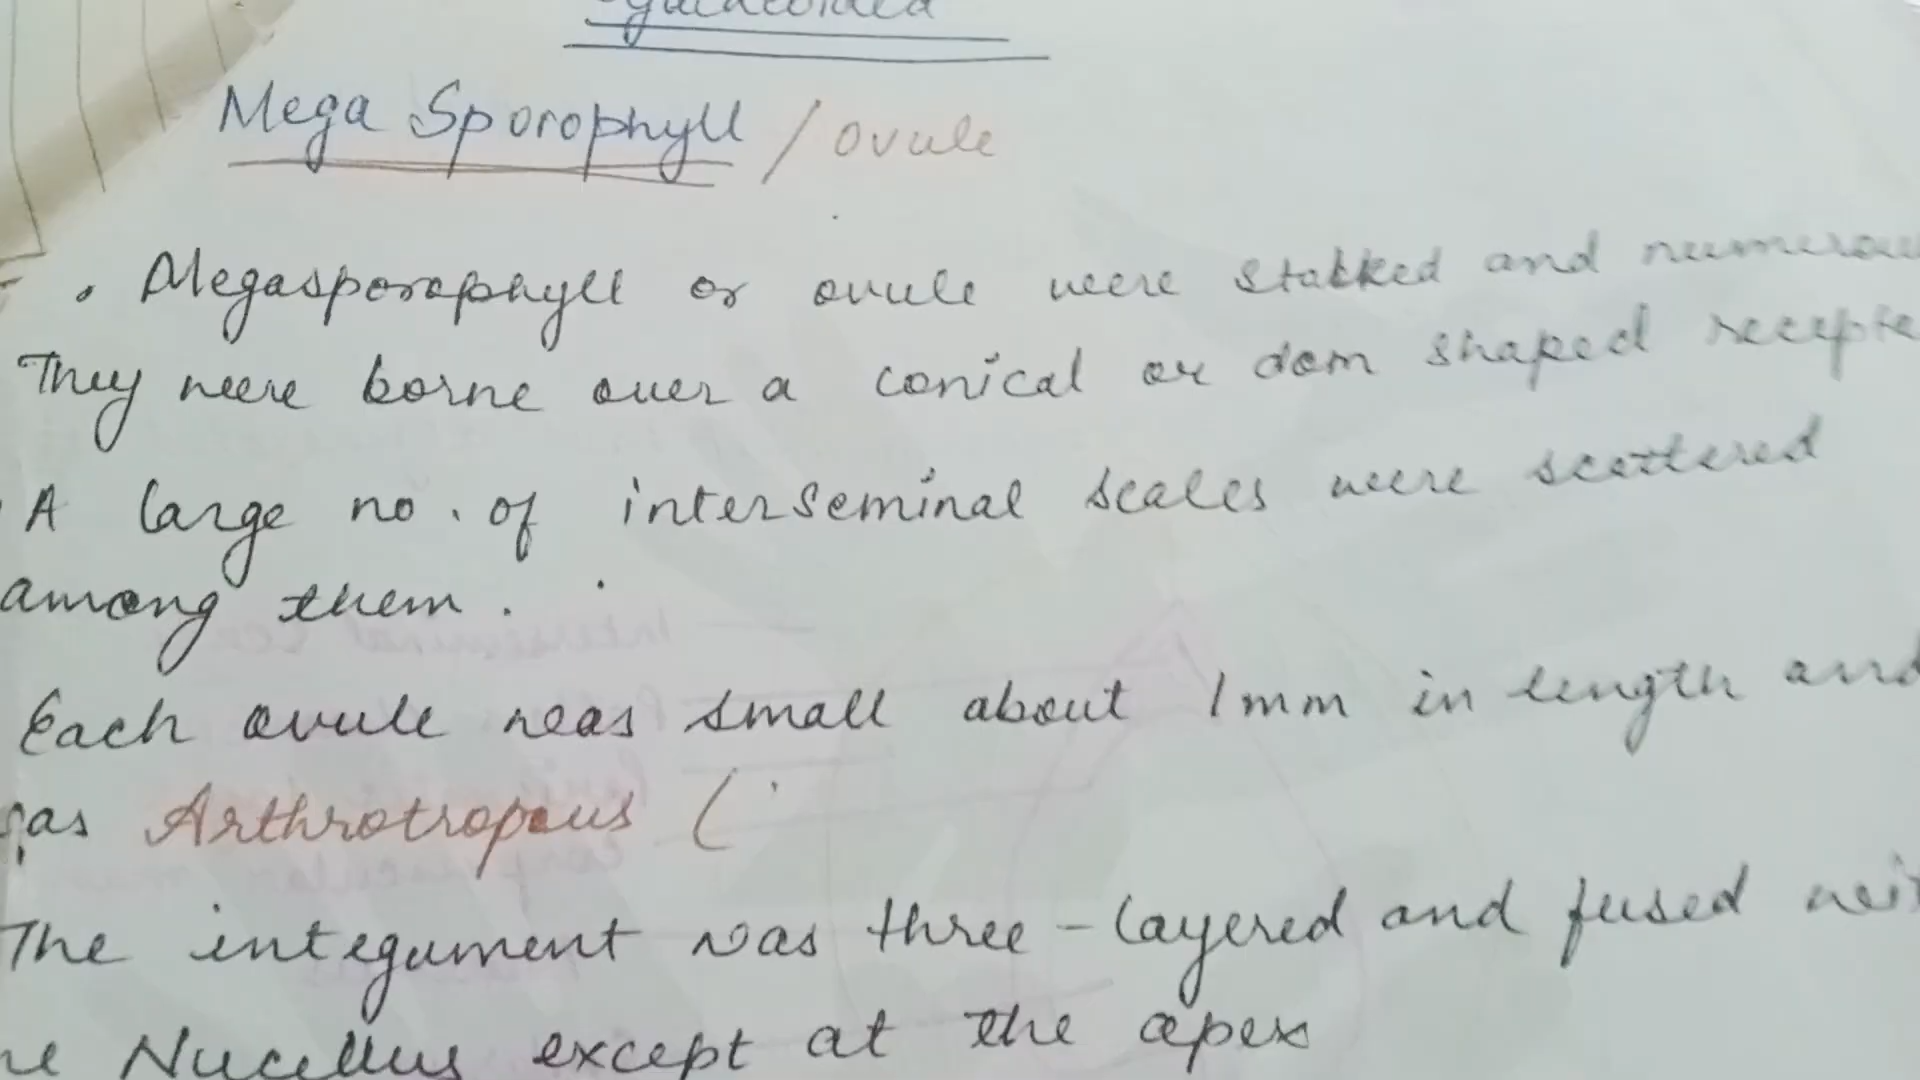 Mega Sporophyll / ovule
. Megasporophyll or ovule were stalked and
They were borne over a conical or dom shaped
A large no. of interseminal scales were scattered
among them.
Each ovule was small about 1mm in length and
Arthrotropous (
The integument was three-layered and fused
Nucellus except at the apex